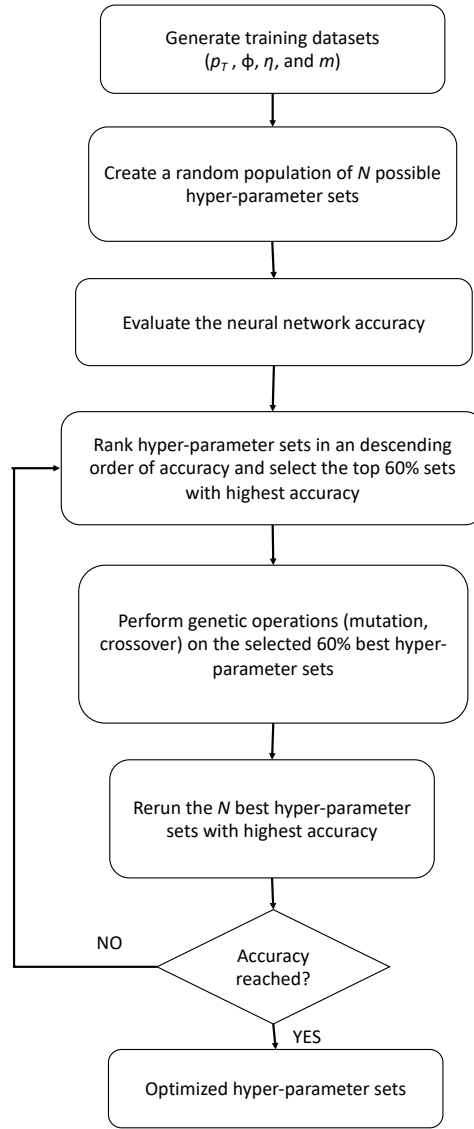 Generate training datasets
(p_T , ϕ, η, and m)
Create a random population of N possible
hyper-parameter sets
Evaluate the neural network accuracy
Rank hyper-parameter sets in an descending
order of accuracy and select the top 60% sets
with highest accuracy
Perform genetic operations (mutation,
crossover) on the selected 60% best hyper-
parameter sets
Rerun the N best hyper-parameter
sets with highest accuracy
NO
Accuracy
reached?
YES
Optimized hyper-parameter sets